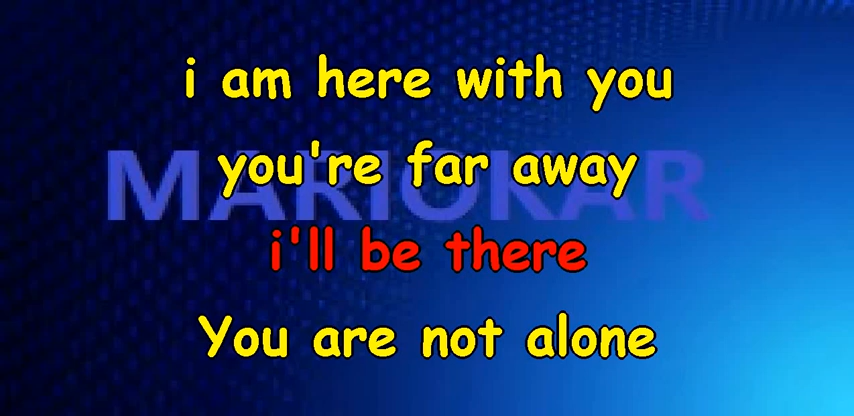 i am here with you
MARIOKAR
you're far away
i'll be there
You are not alone